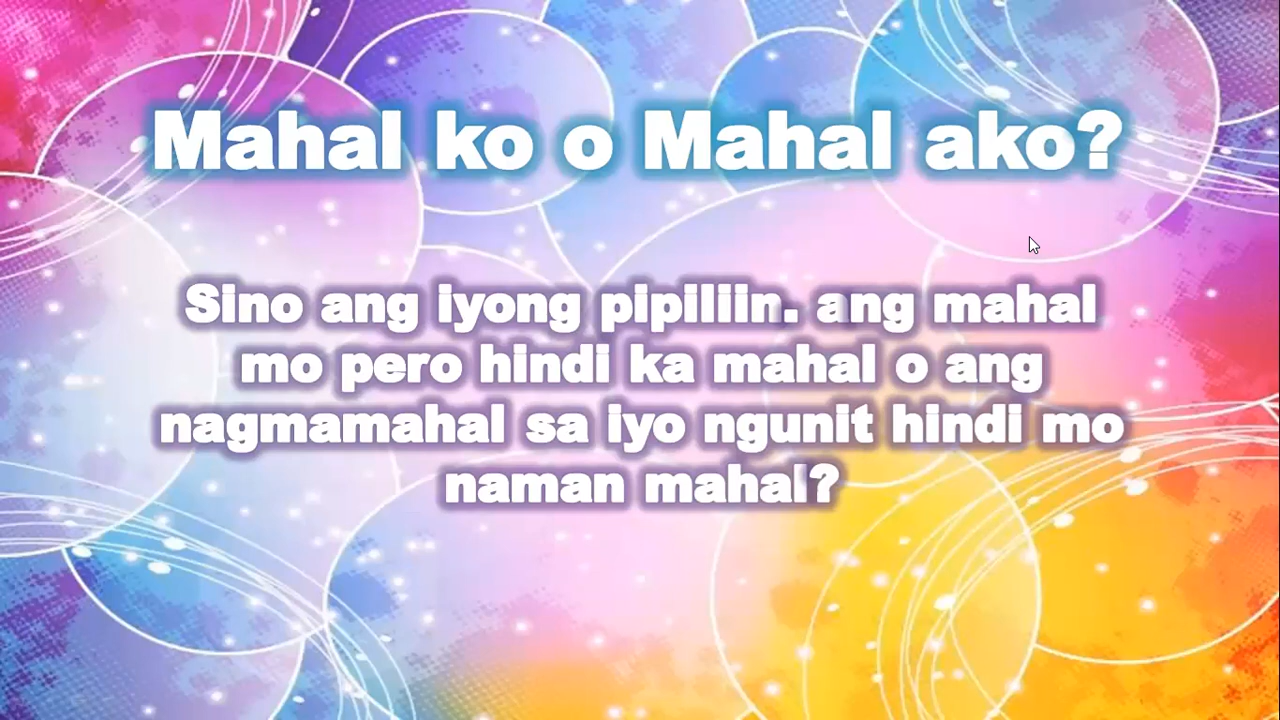 Mahal ko o Mahal ako?
Sino ang iyong pipiliin. ang mahal
mo pero hindi ka mahal o ang
nagmamahal sa iyo ngunit hindi mo
naman mahal?